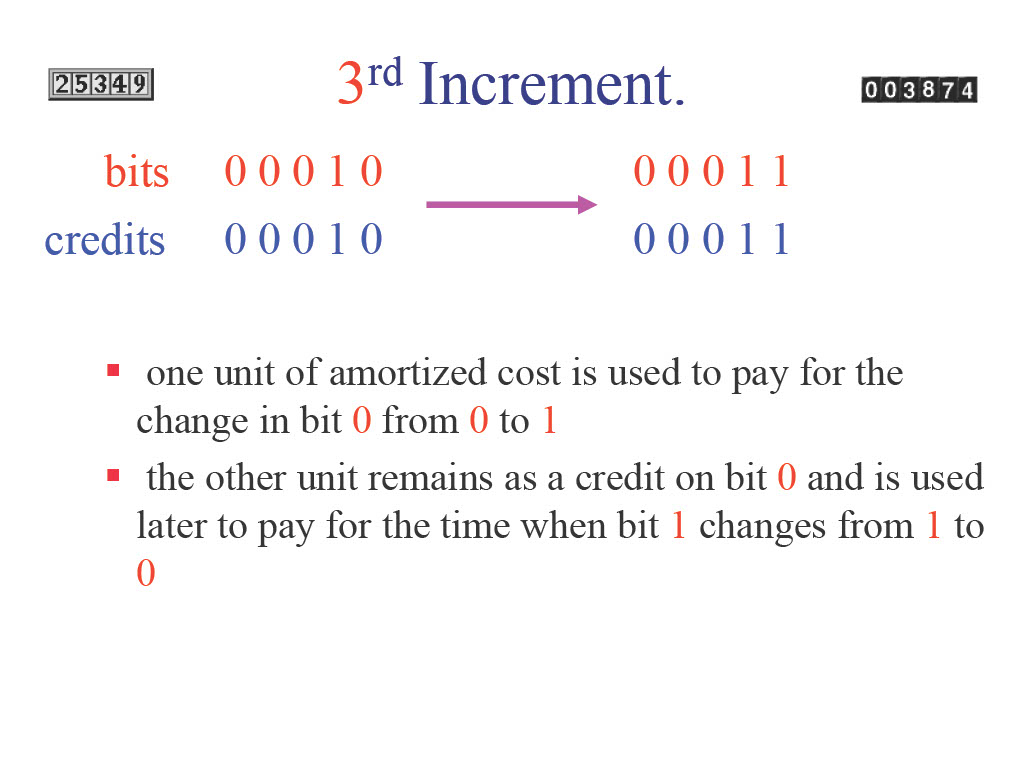 25349
3rd Increment.
003874
bits 0 0 0 1 0 0 0 0 1 1
credits 0 0 0 1 0 0 0 0 1 1
▪ one unit of amortized cost is used to pay for the
change in bit 0 from 0 to 1
▪ the other unit remains as a credit on bit 0 and is used
later to pay for the time when bit 1 changes from 1 to
0